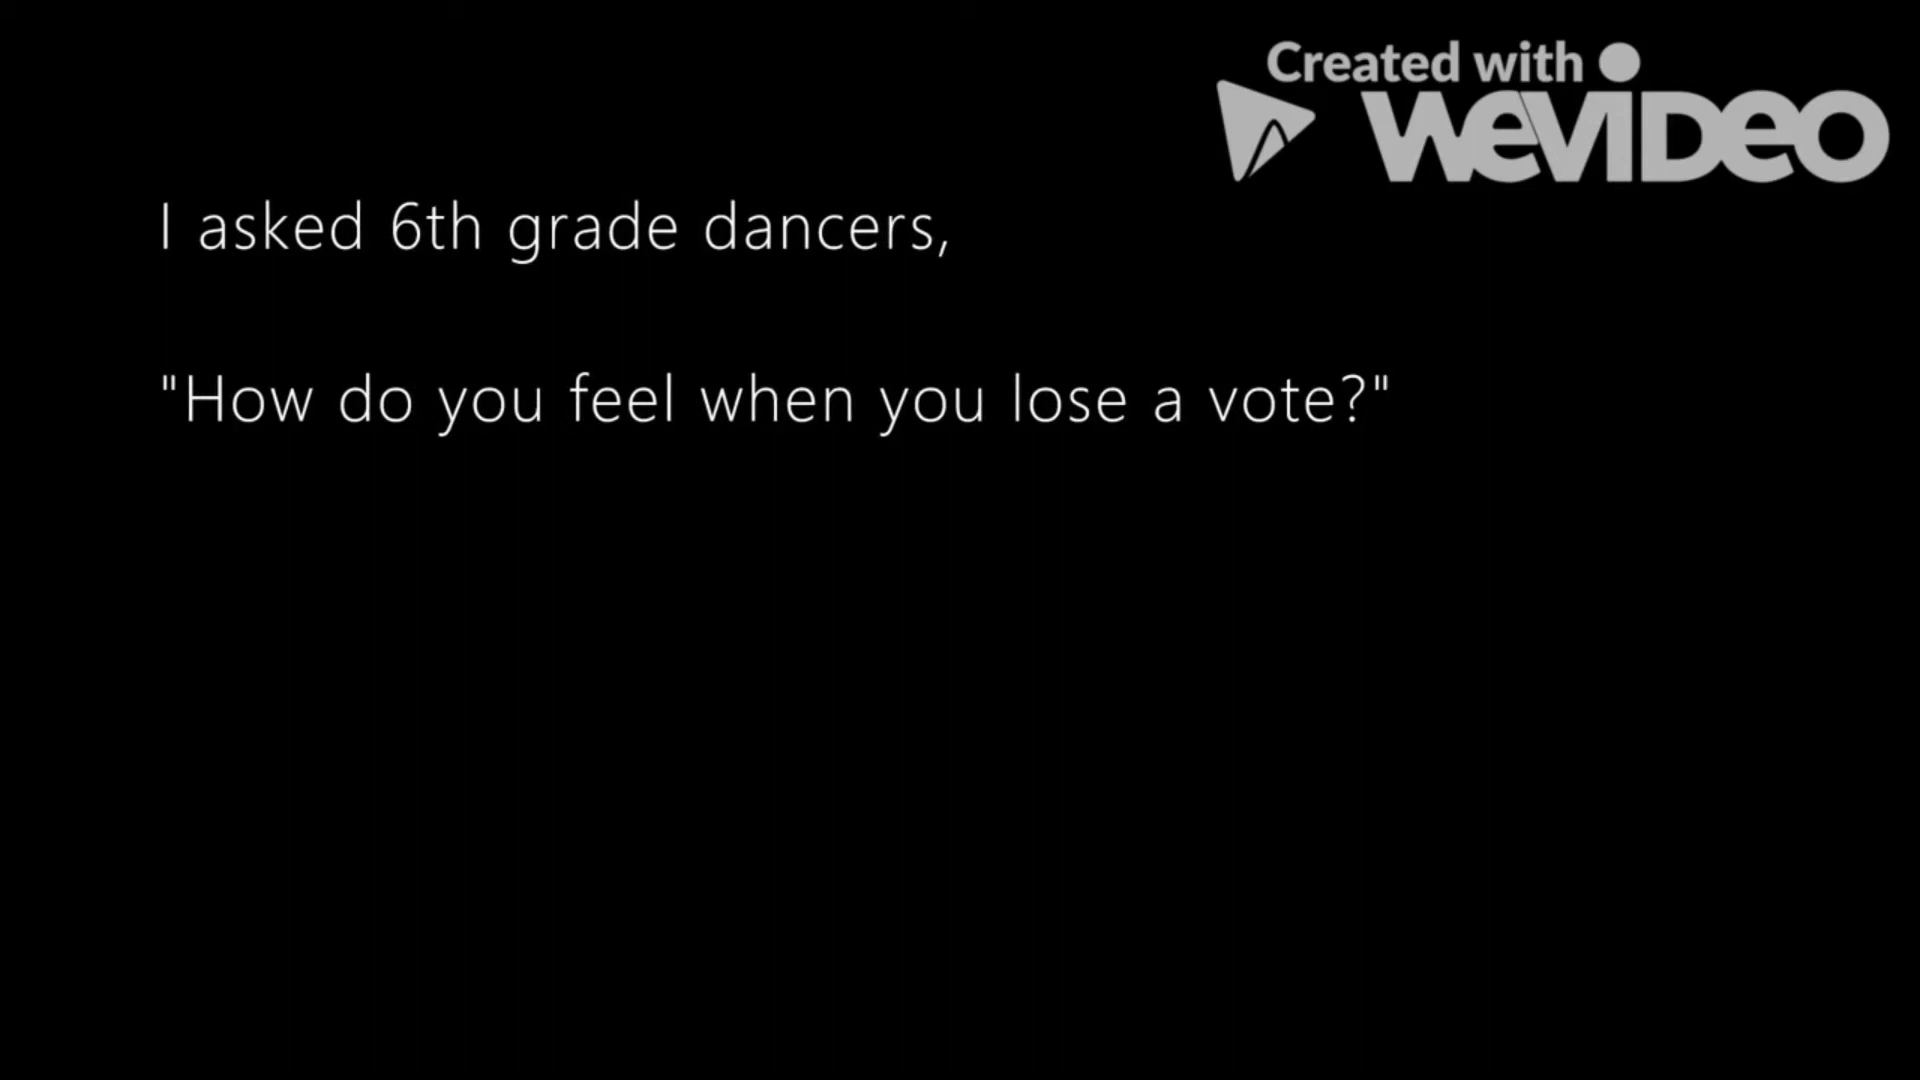 Created with
WeVideo
I asked 6th grade dancers,
"How do you feel when you lose a vote?"